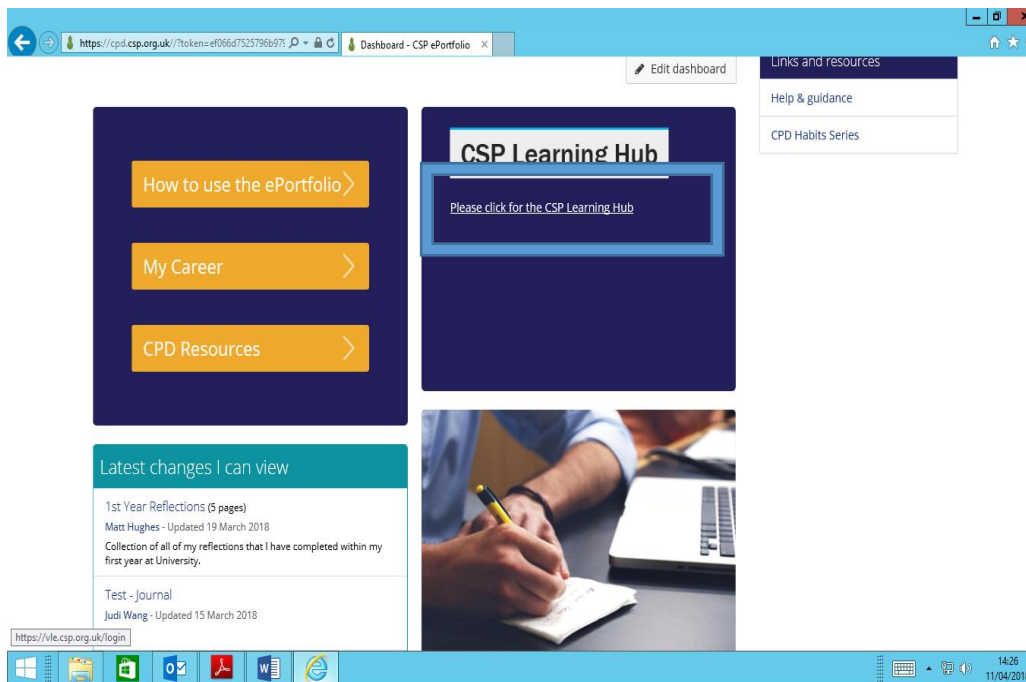 https://cpd.csp.org.uk//?token=ef066d7525796b975
Dashboard - CSP ePortfolio
Edit dashboard
Links and resources
Help & guidance
CPD Habits Series
How to use the ePortfolio
My Career
CPD Resources
CSP Learning Hub
Please click for the CSP Learning Hub
Latest changes I can view
1st Year Reflections (5 pages)
Matt Hughes - Updated 19 March 2018
Collection of all of my reflections that I have completed within my
first year at University.
Test - Journal
Judi Wang - Updated 15 March 2018
https://vle.csp.org.uk/login
14:26
11/04/201